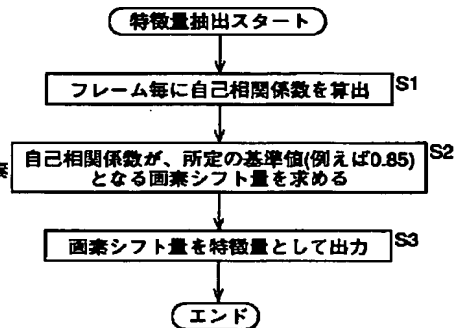 特徴量抽出スタート
フレーム毎に自己相関係数を算出 S1
自己相関係数が、所定の基準値(例えば0.85) S2
となる画素シフト量を求める
画素シフト量を特徴量として出力 S3
エンド